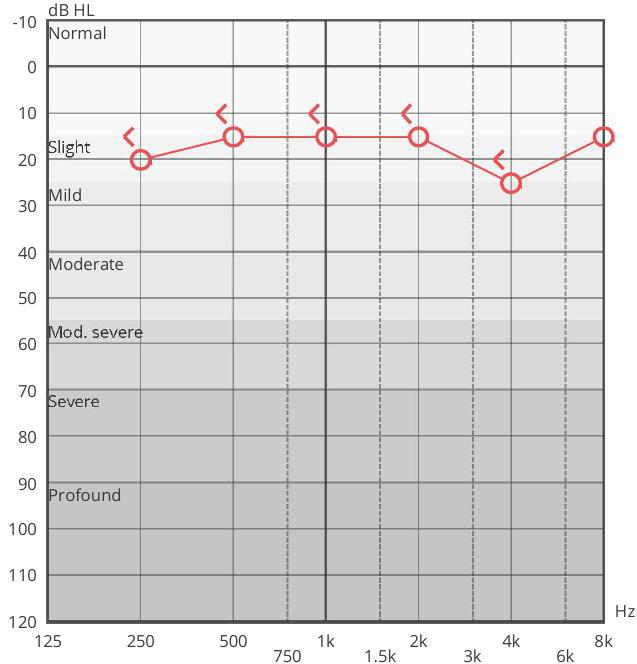 dB HL
-10
Normal
0
10
Slight
20
Mild
30
40
Moderate
50
Mod. severe
60
70
Severe
80
90
Profound
100
110
120
Hz
125 250 500 1k 2k 4k 8k
750 1.5k 3k 6k